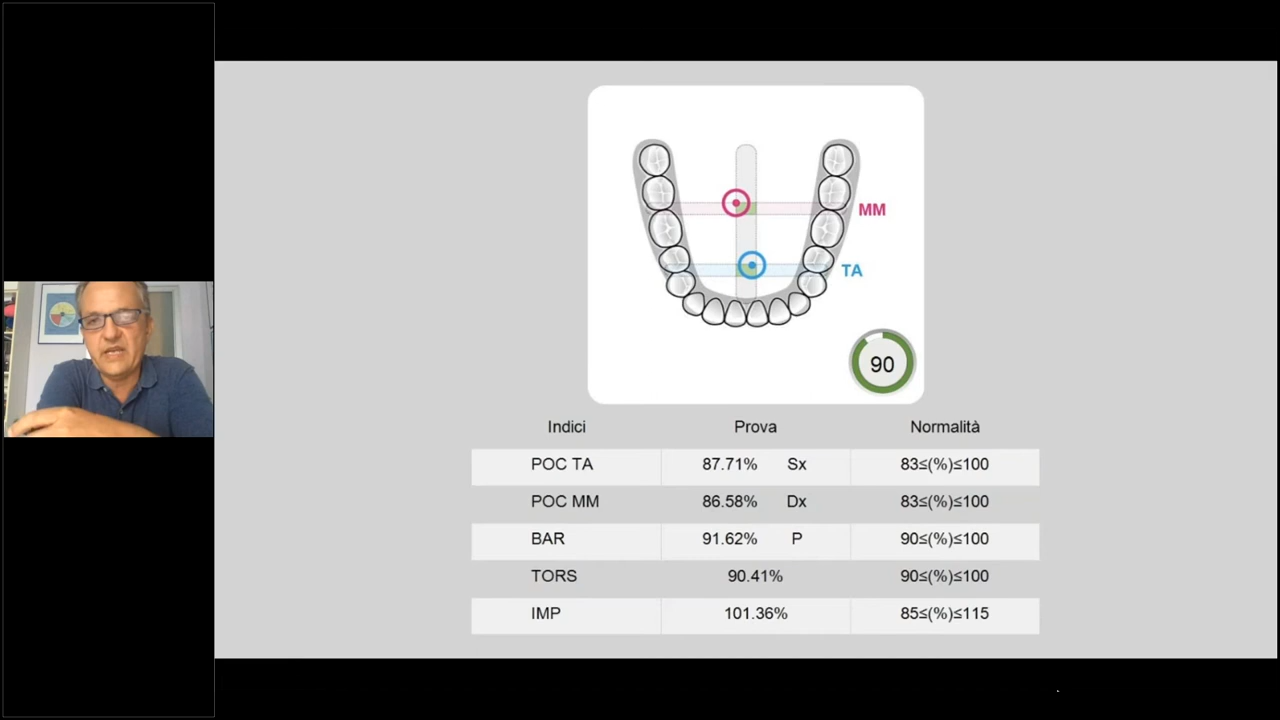 MM
TA
90
Indici Prova Normalità
POC TA 87.71% Sx 83≤(%)≤100
POC MM 86.58% Dx 83≤(%)≤100
BAR 91.62% P 90≤(%)≤100
TORS 90.41% 90≤(%)≤100
IMP 101.36% 85≤(%)≤115